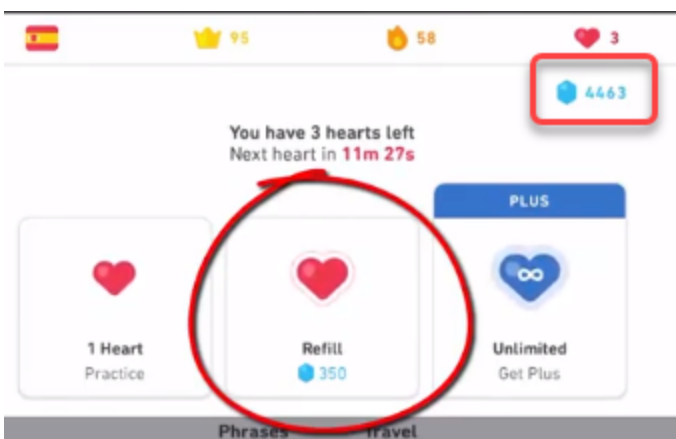 95 58 3
4463
You have 3 hearts left
Next heart in 11m 27s
PLUS
1 Heart Refill Unlimited
Practice 350 Get Plus
Phrases Travel